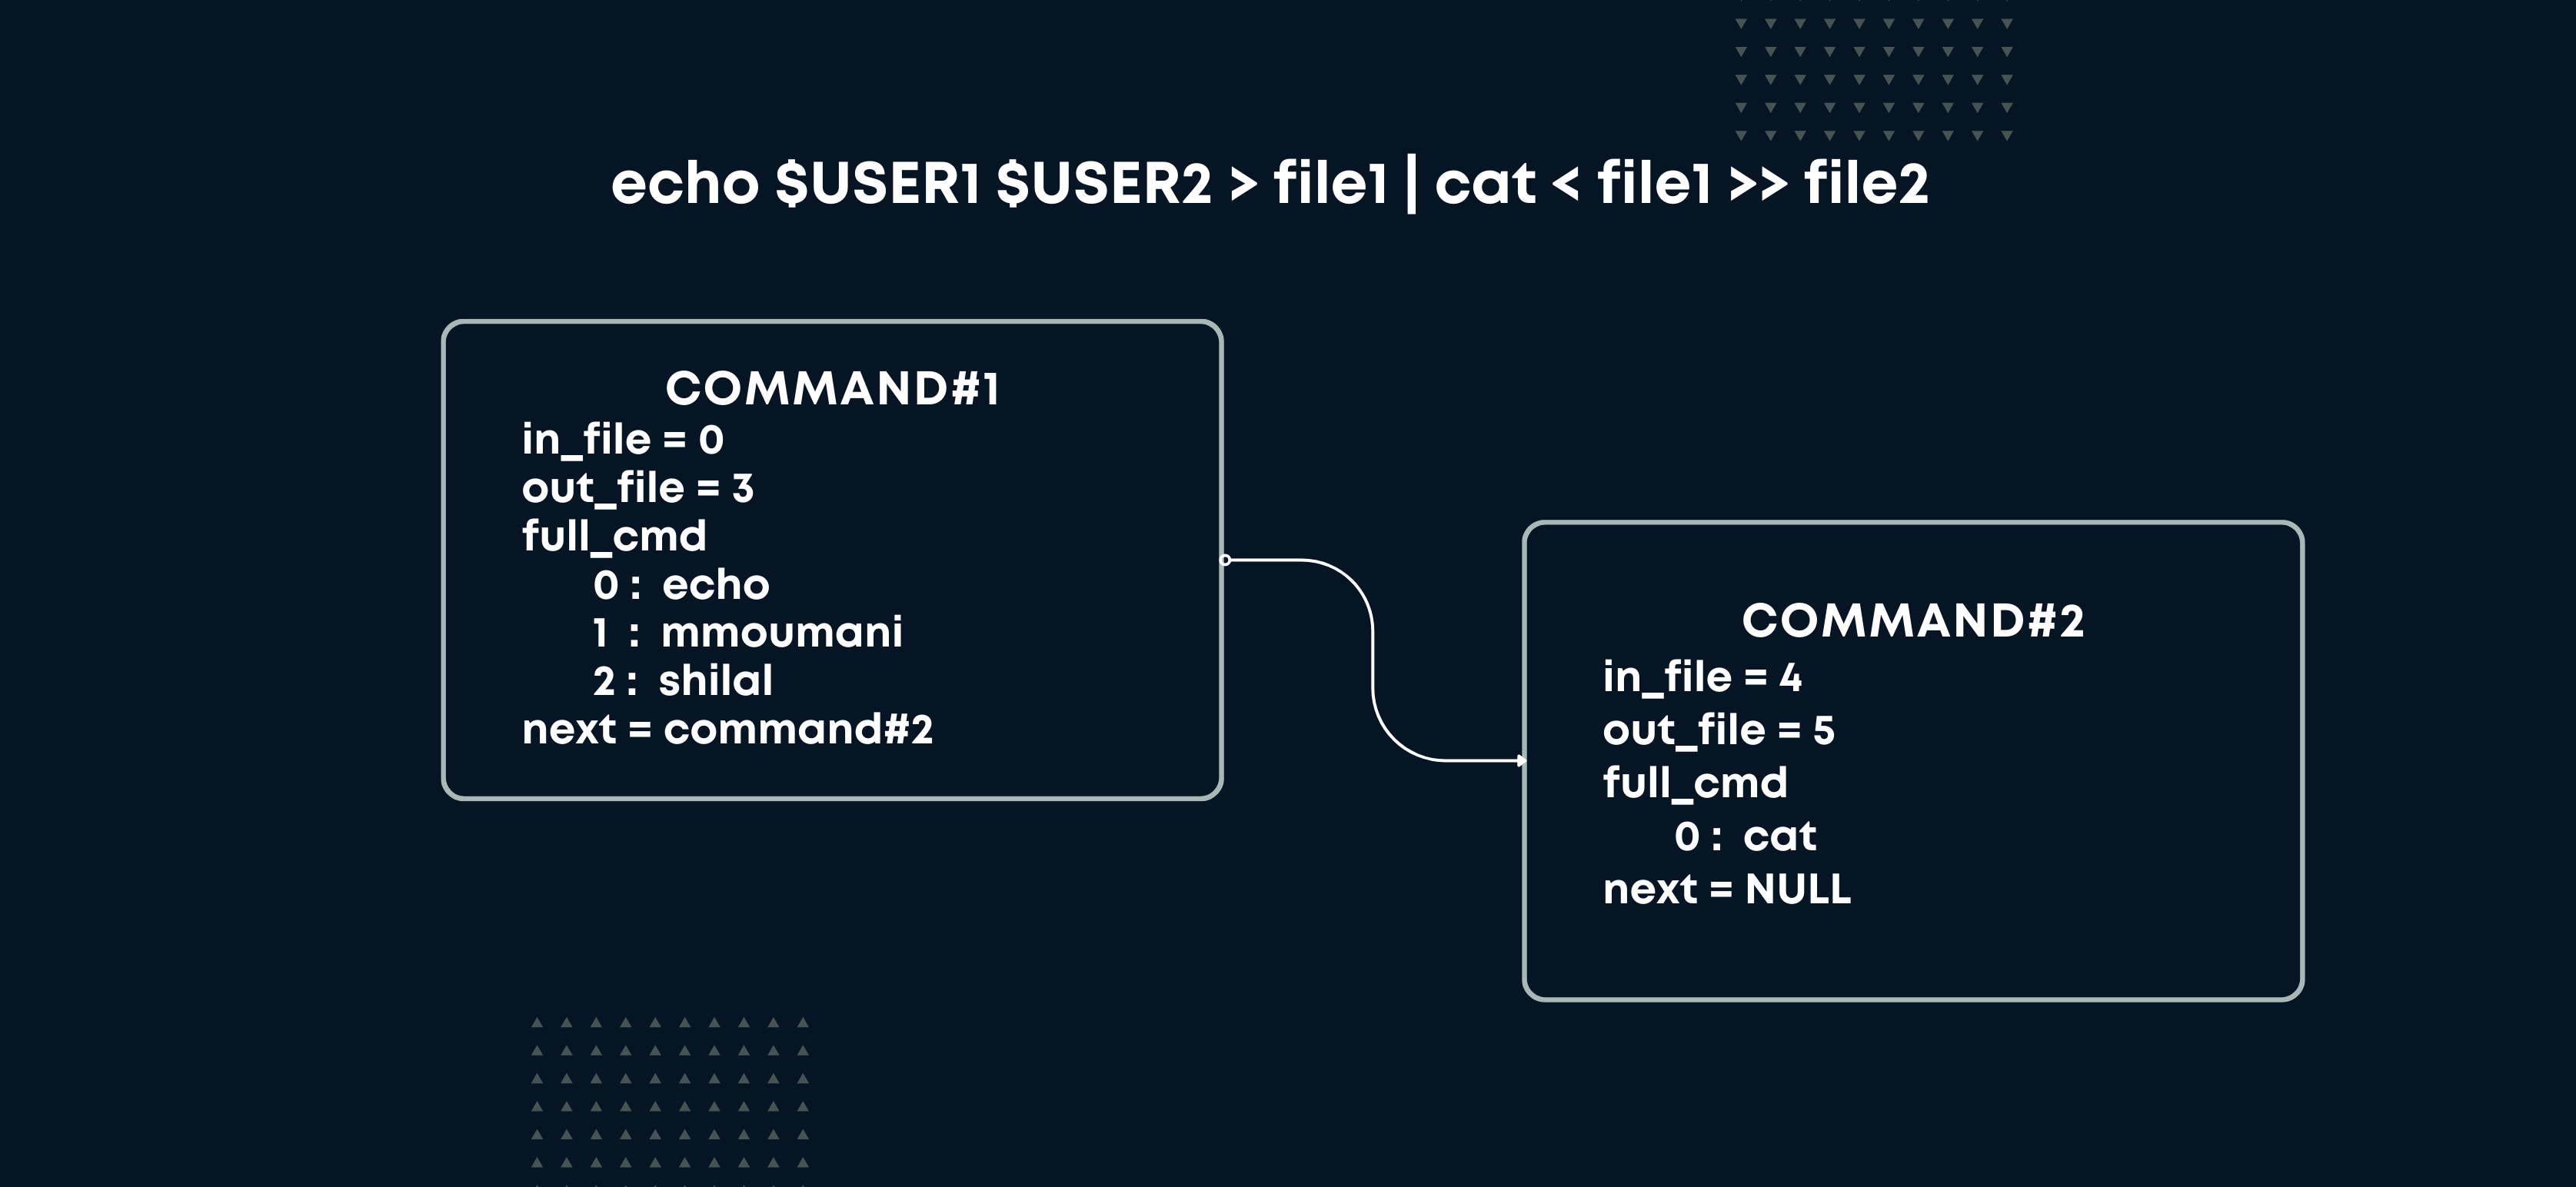 echo $USER1 $USER2 > file1 | cat < file1 >> file2
COMMAND#1
in_file = 0
out_file = 3
full_cmd
0 : echo
1 : mmoumani
2 : shilal
next = command#2
COMMAND#2
in_file = 4
out_file = 5
full_cmd
0 : cat
next = NULL